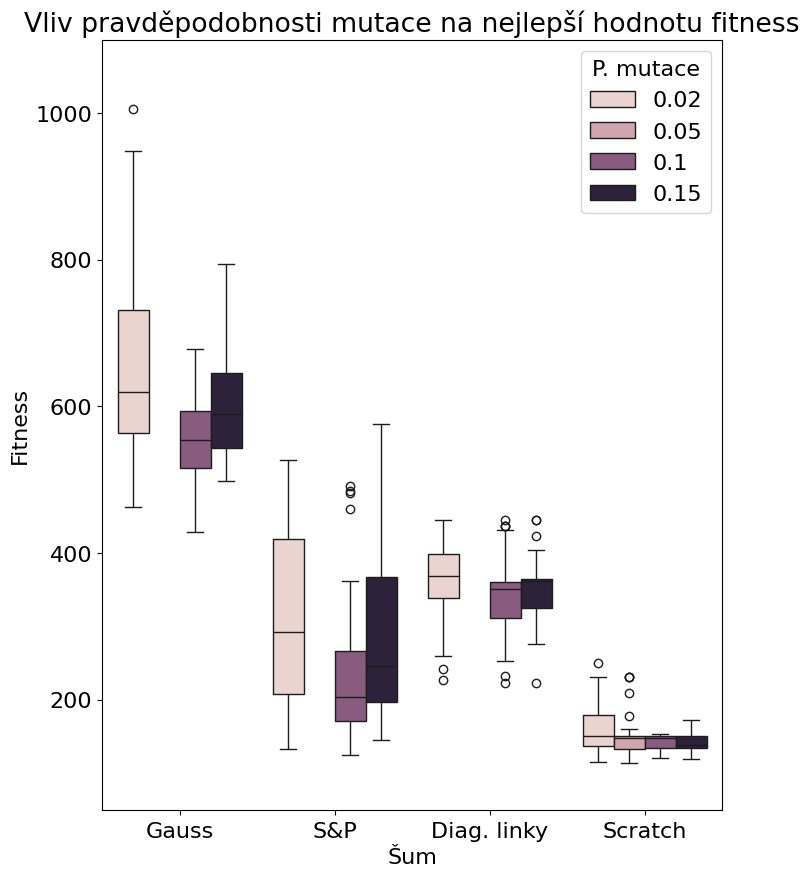 Vliv pravděpodobnosti mutace na nejlepší hodnotu fitness
P. mutace
0.02
0.05
0.1
0.15
1000
800
600
400
200
Fitness
Gauss
S&P
Diag. linky
Scratch
Šum